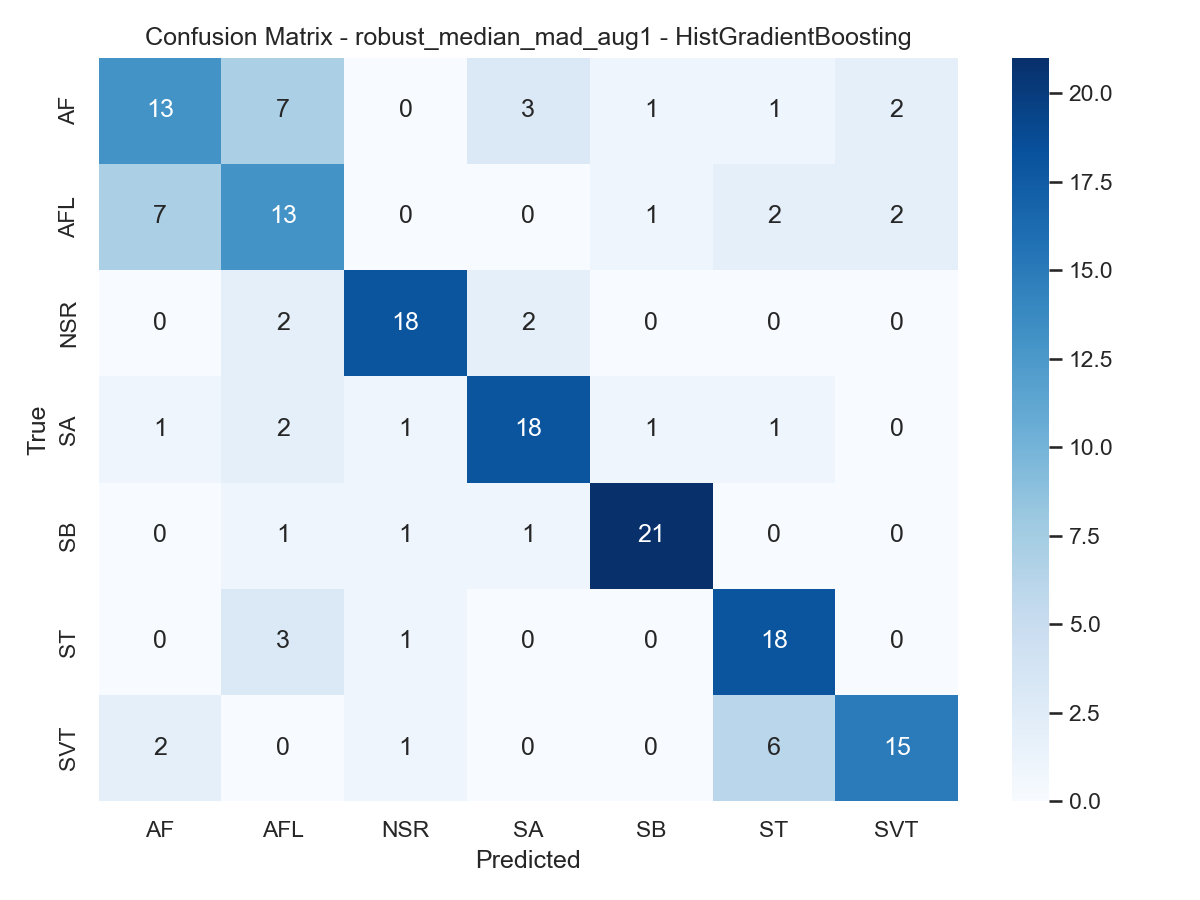 Confusion Matrix - robust_median_mad_aug1 - HistGradientBoosting
AF 13 7 0 3 1 1 2
AFL 7 13 0 0 1 2 2
NSR 0 2 18 2 0 0 0
SA 1 2 1 18 1 1 0
SB 0 1 1 1 21 0 0
ST 0 3 1 0 0 18 0
SVT 2 0 1 0 0 6 15
AF AFL NSR SA SB ST SVT
Predicted
True
20.0
17.5
15.0
12.5
10.0
7.5
5.0
2.5
0.0